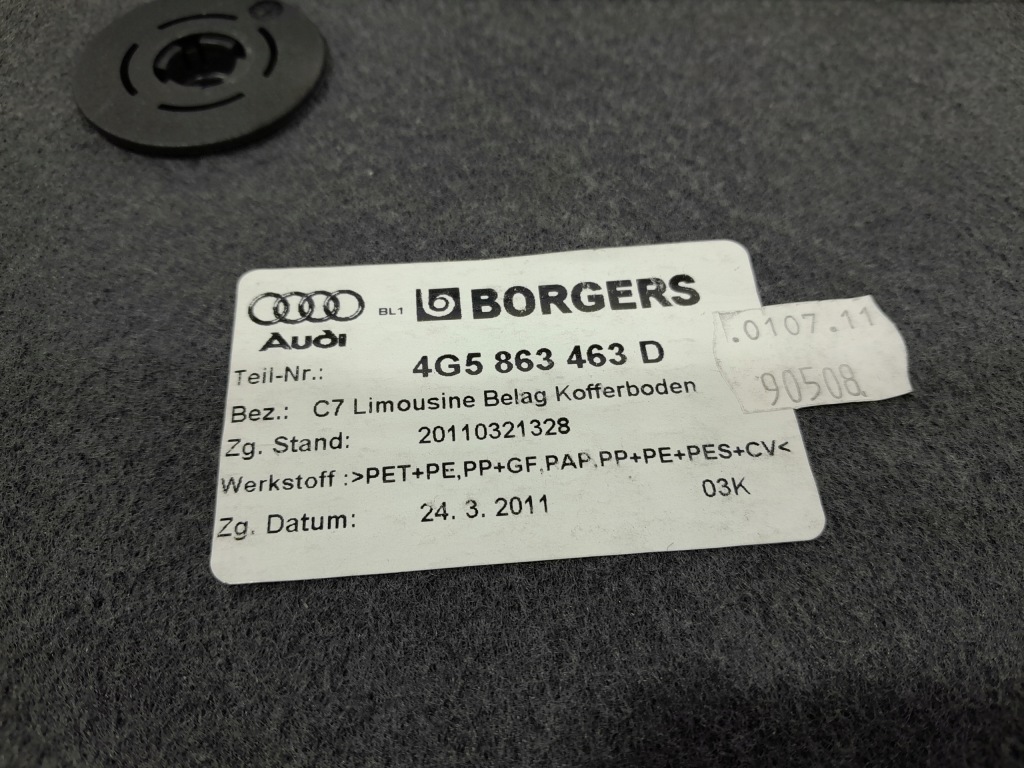 BL1 BORGERS
Audi
Teil-Nr.: 4G5 863 463 D
Bez.: C7 Limousine Belag Kofferboden
Zg. Stand: 20110321328
Werkstoff :>PET+PE,PP+GF,PAP,PP+PE+PES+CV<
03K
Zg. Datum: 24. 3. 2011
.0107.11
90508